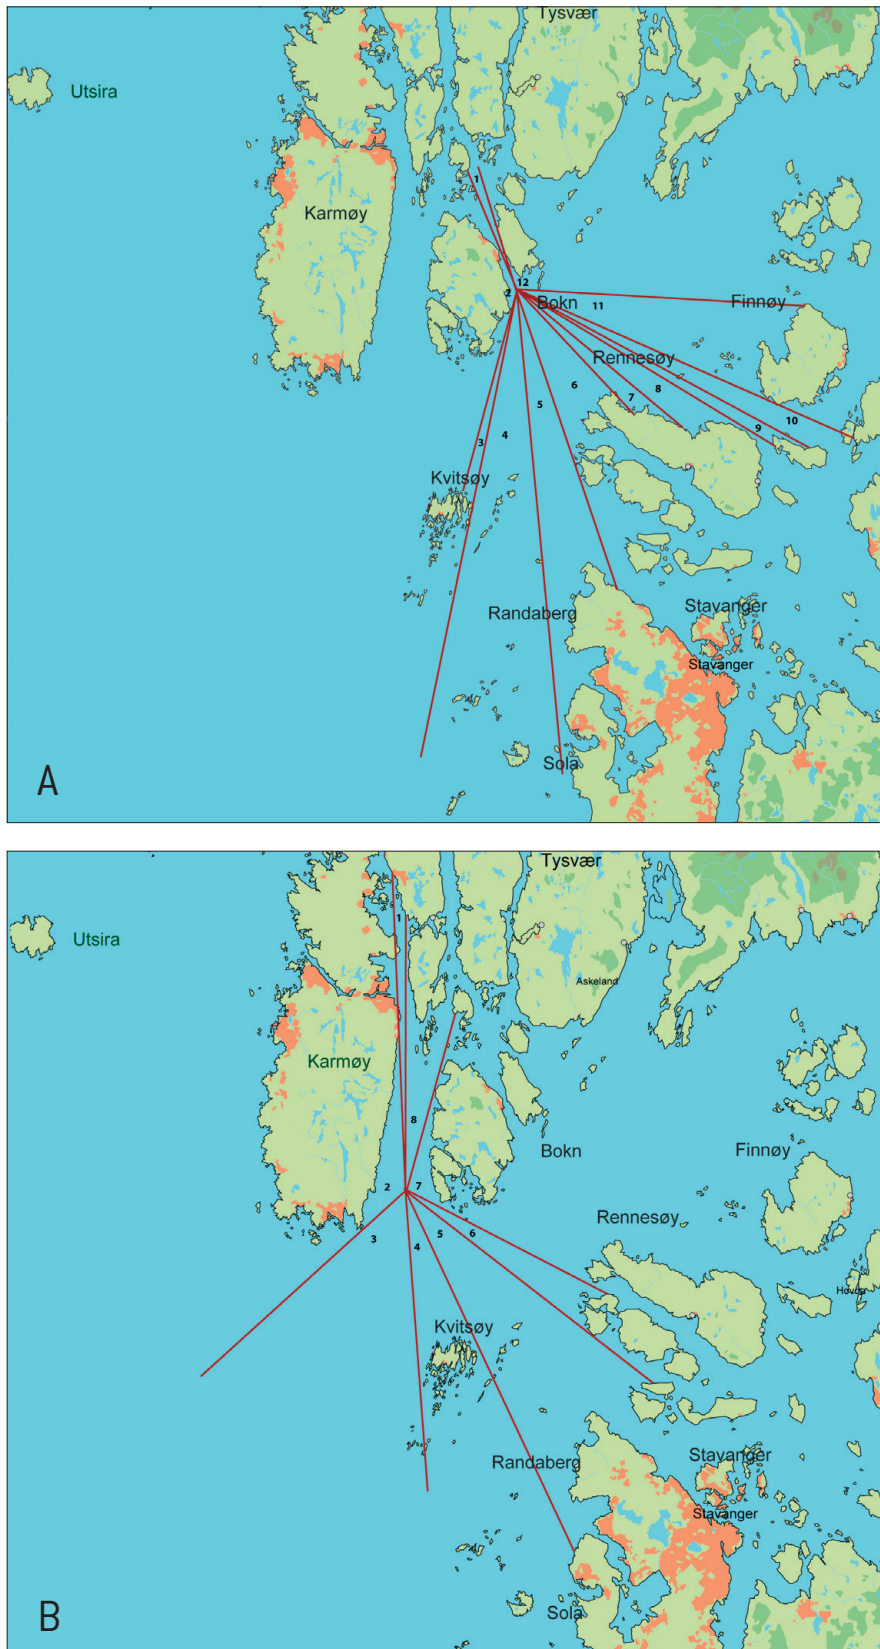 Tysvær
Utsira
1
Karmøy
12
2
Bokn
11
Finnøy
Rennesøy
6
7
8
5
10
9
4
3
Kvitsøy
Randaberg
Stavanger
Stavanger
Sola
A
Tysvær
1
Utsira
Askeland
Karmøy
8
Bokn
Finnøy
2
7
Rennesøy
3
5
6
4
Hovda
Kvitsøy
Randaberg
Stavanger
Stavanger
Sola
B